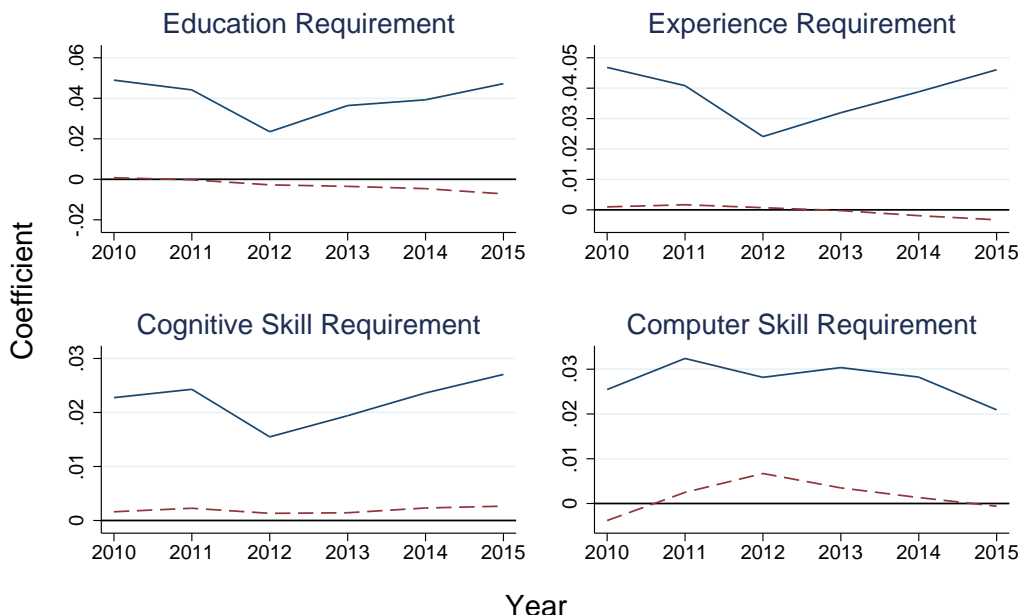 Education Requirement
Experience Requirement
.06
.04
.02
0
-.02
2010 2011 2012 2013 2014 2015
.05
.04
.03
.02
.01
0
2010 2011 2012 2013 2014 2015
Coefficient
Cognitive Skill Requirement
Computer Skill Requirement
.03
.02
.01
0
2010 2011 2012 2013 2014 2015
.03
.02
.01
0
2010 2011 2012 2013 2014 2015
Year